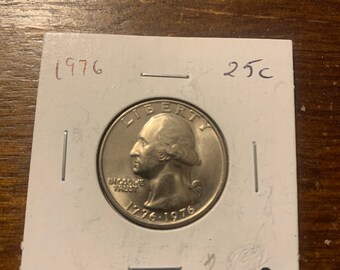 1976 25c
LIBERTY
IN GOD WE
TRUST
1776-1976